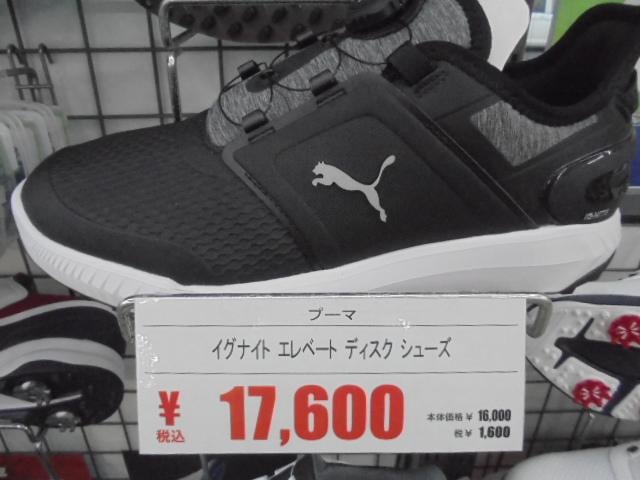 PUMA
プーマ
イグナイト エレベート ディスク シューズ
¥ 税込 17,600
本体価格 ¥ 16,000
税 ¥ 1,600